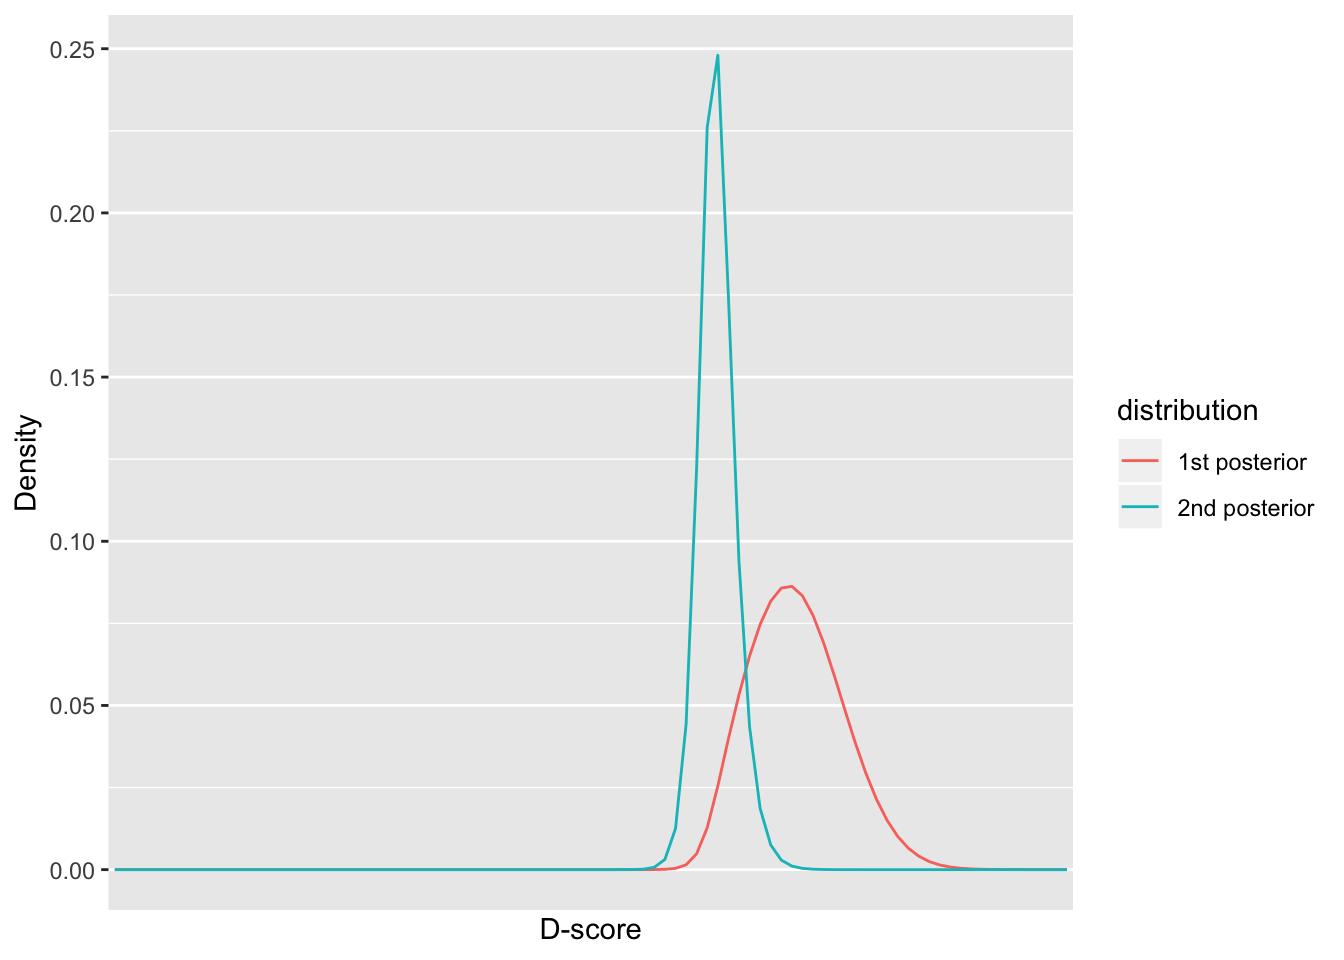 0.25
0.20
0.15
0.10
0.05
0.00
Density
D-score
distribution
1st posterior
2nd posterior